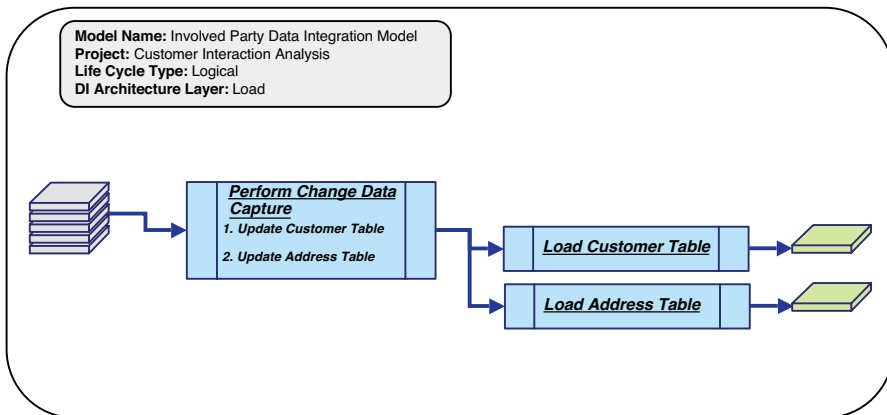 Model Name: Involved Party Data Integration Model
Project: Customer Interaction Analysis
Life Cycle Type: Logical
DI Architecture Layer: Load
Perform Change Data
Capture
1. Update Customer Table
2. Update Address Table
Load Customer Table
Load Address Table